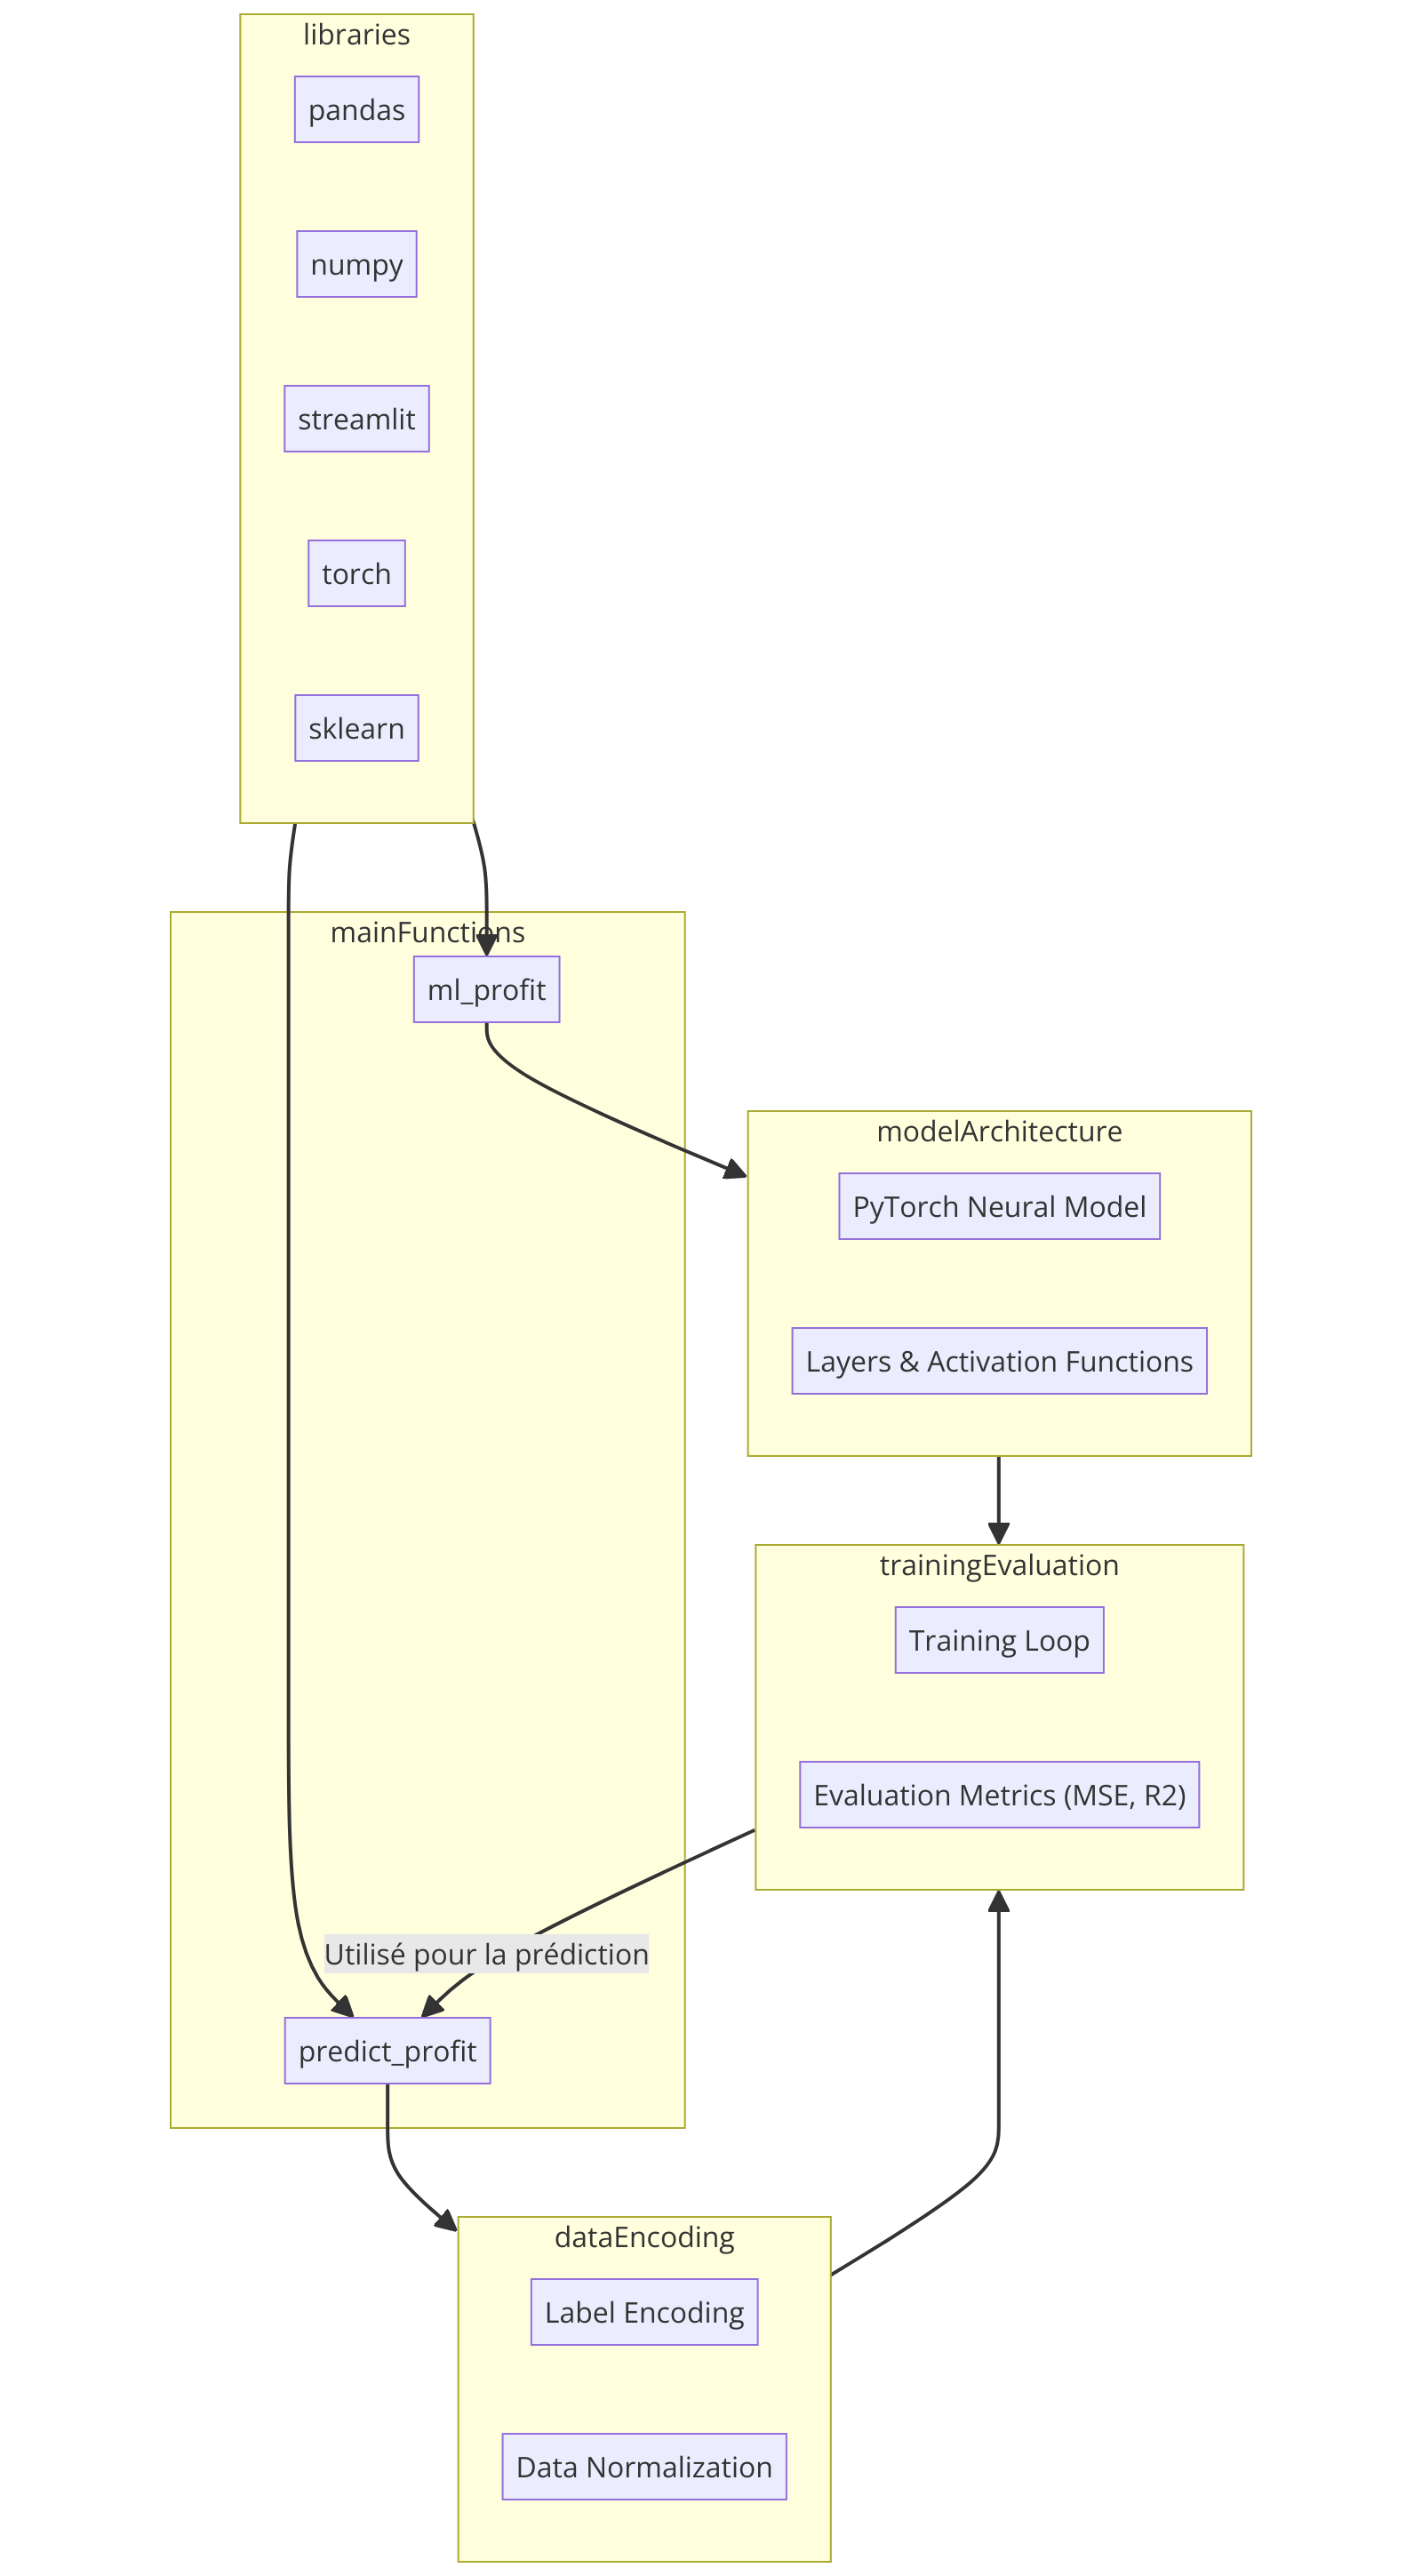 libraries
pandas
numpy
streamlit
torch
sklearn
mainFunctions
ml_profit
modelArchitecture
PyTorch Neural Model
Layers & Activation Functions
trainingEvaluation
Training Loop
Evaluation Metrics (MSE, R2)
Utilisé pour la prédiction
predict_profit
dataEncoding
Label Encoding
Data Normalization